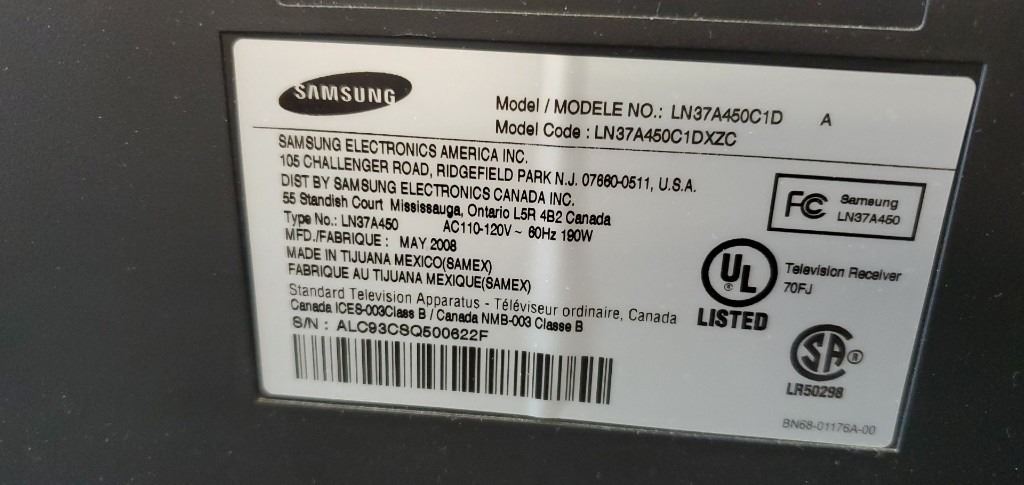 SAMSUNG
Model / MODELE NO.: LN37A450C1D A
Model Code : LN37A450C1DXZC
SAMSUNG ELECTRONICS AMERICA INC.
105 CHALLENGER ROAD, RIDGEFIELD PARK N.J. 07660-0511, U.S.A.
DIST BY SAMSUNG ELECTRONICS CANADA INC.
55 Standish Court Mississauga, Ontario L5R 4B2 Canada
Type No.: LN37A450 AC110-120V ~ 60Hz 190W
MFD./FABRIQUE : MAY 2008
MADE IN TIJUANA MEXICO(SAMEX)
FABRIQUE AU TIJUANA MEXIQUE(SAMEX)
Standard Television Apparatus - Téléviseur ordinaire, Canada
Canada ICES-003Class B / Canada NMB-003 Classe B
S/N : ALC93CSQ500622F
FC Samsung
LN37A450
UL ®
LISTED
Television Receiver
70FJ
SA ®
LR50298
BN68-01176A-00